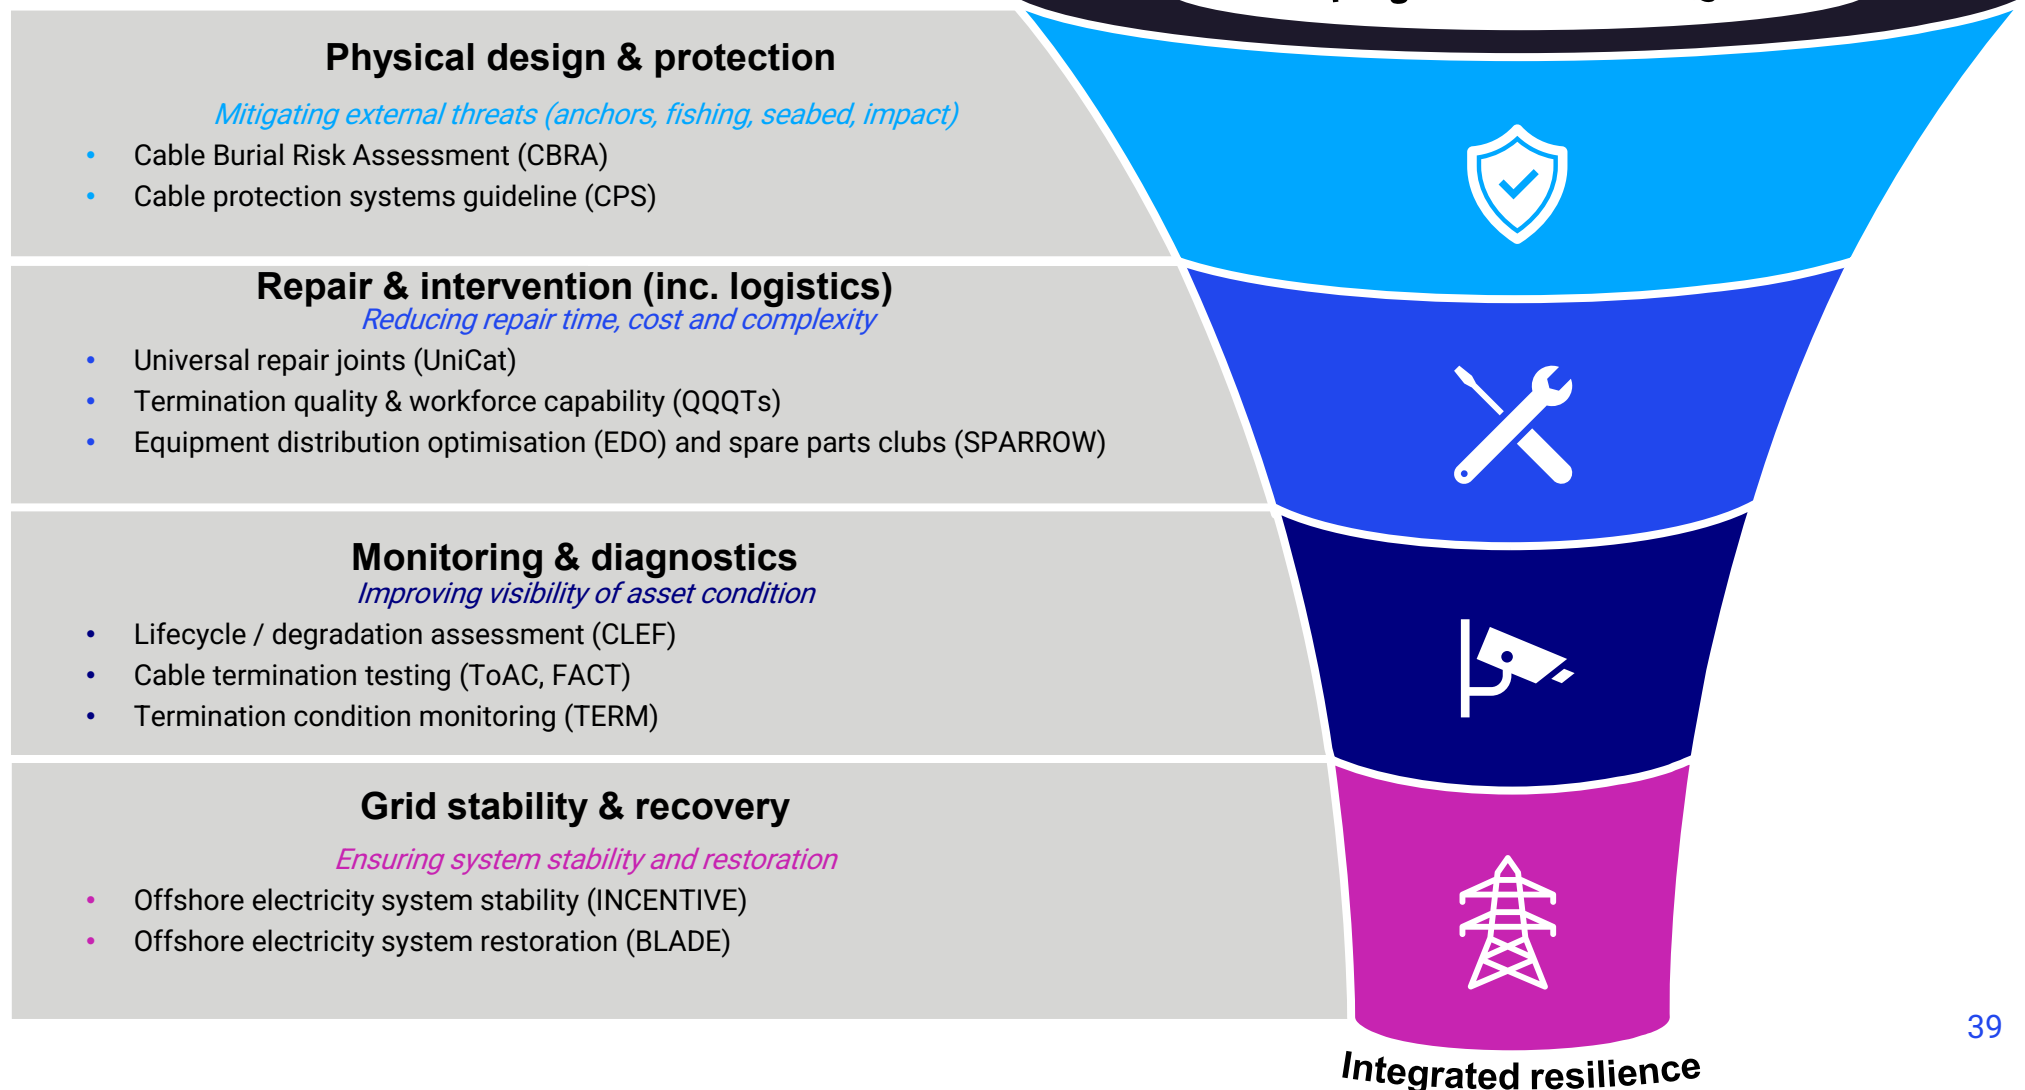 Physical design & protection
Mitigating external threats (anchors, fishing, seabed, impact)
• Cable Burial Risk Assessment (CBRA)
• Cable protection systems guideline (CPS)
Repair & intervention (inc. logistics)
Reducing repair time, cost and complexity
• Universal repair joints (UniCat)
• Termination quality & workforce capability (QQQTs)
• Equipment distribution optimisation (EDO) and spare parts clubs (SPARROW)
Monitoring & diagnostics
Improving visibility of asset condition
• Lifecycle / degradation assessment (CLEF)
• Cable termination testing (ToAC, FACT)
• Termination condition monitoring (TERM)
Grid stability & recovery
Ensuring system stability and restoration
• Offshore electricity system stability (INCENTIVE)
• Offshore electricity system restoration (BLADE)
39
Integrated resilience